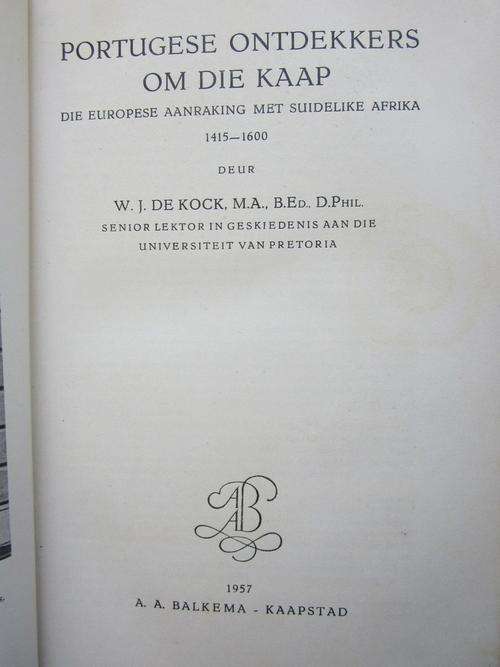 PORTUGESE ONTDEKKERS
OM DIE KAAP
DIE EUROPESE AANRAKING MET SUIDELIKE AFRIKA
1415—1600
DEUR
W. J. DE KOCK, M.A., B.ED., D.PHIL.
SENIOR LEKTOR IN GESKIEDENIS AAN DIE
UNIVERSITEIT VAN PRETORIA
AAB
1957
A. A. BALKEMA - KAAPSTAD